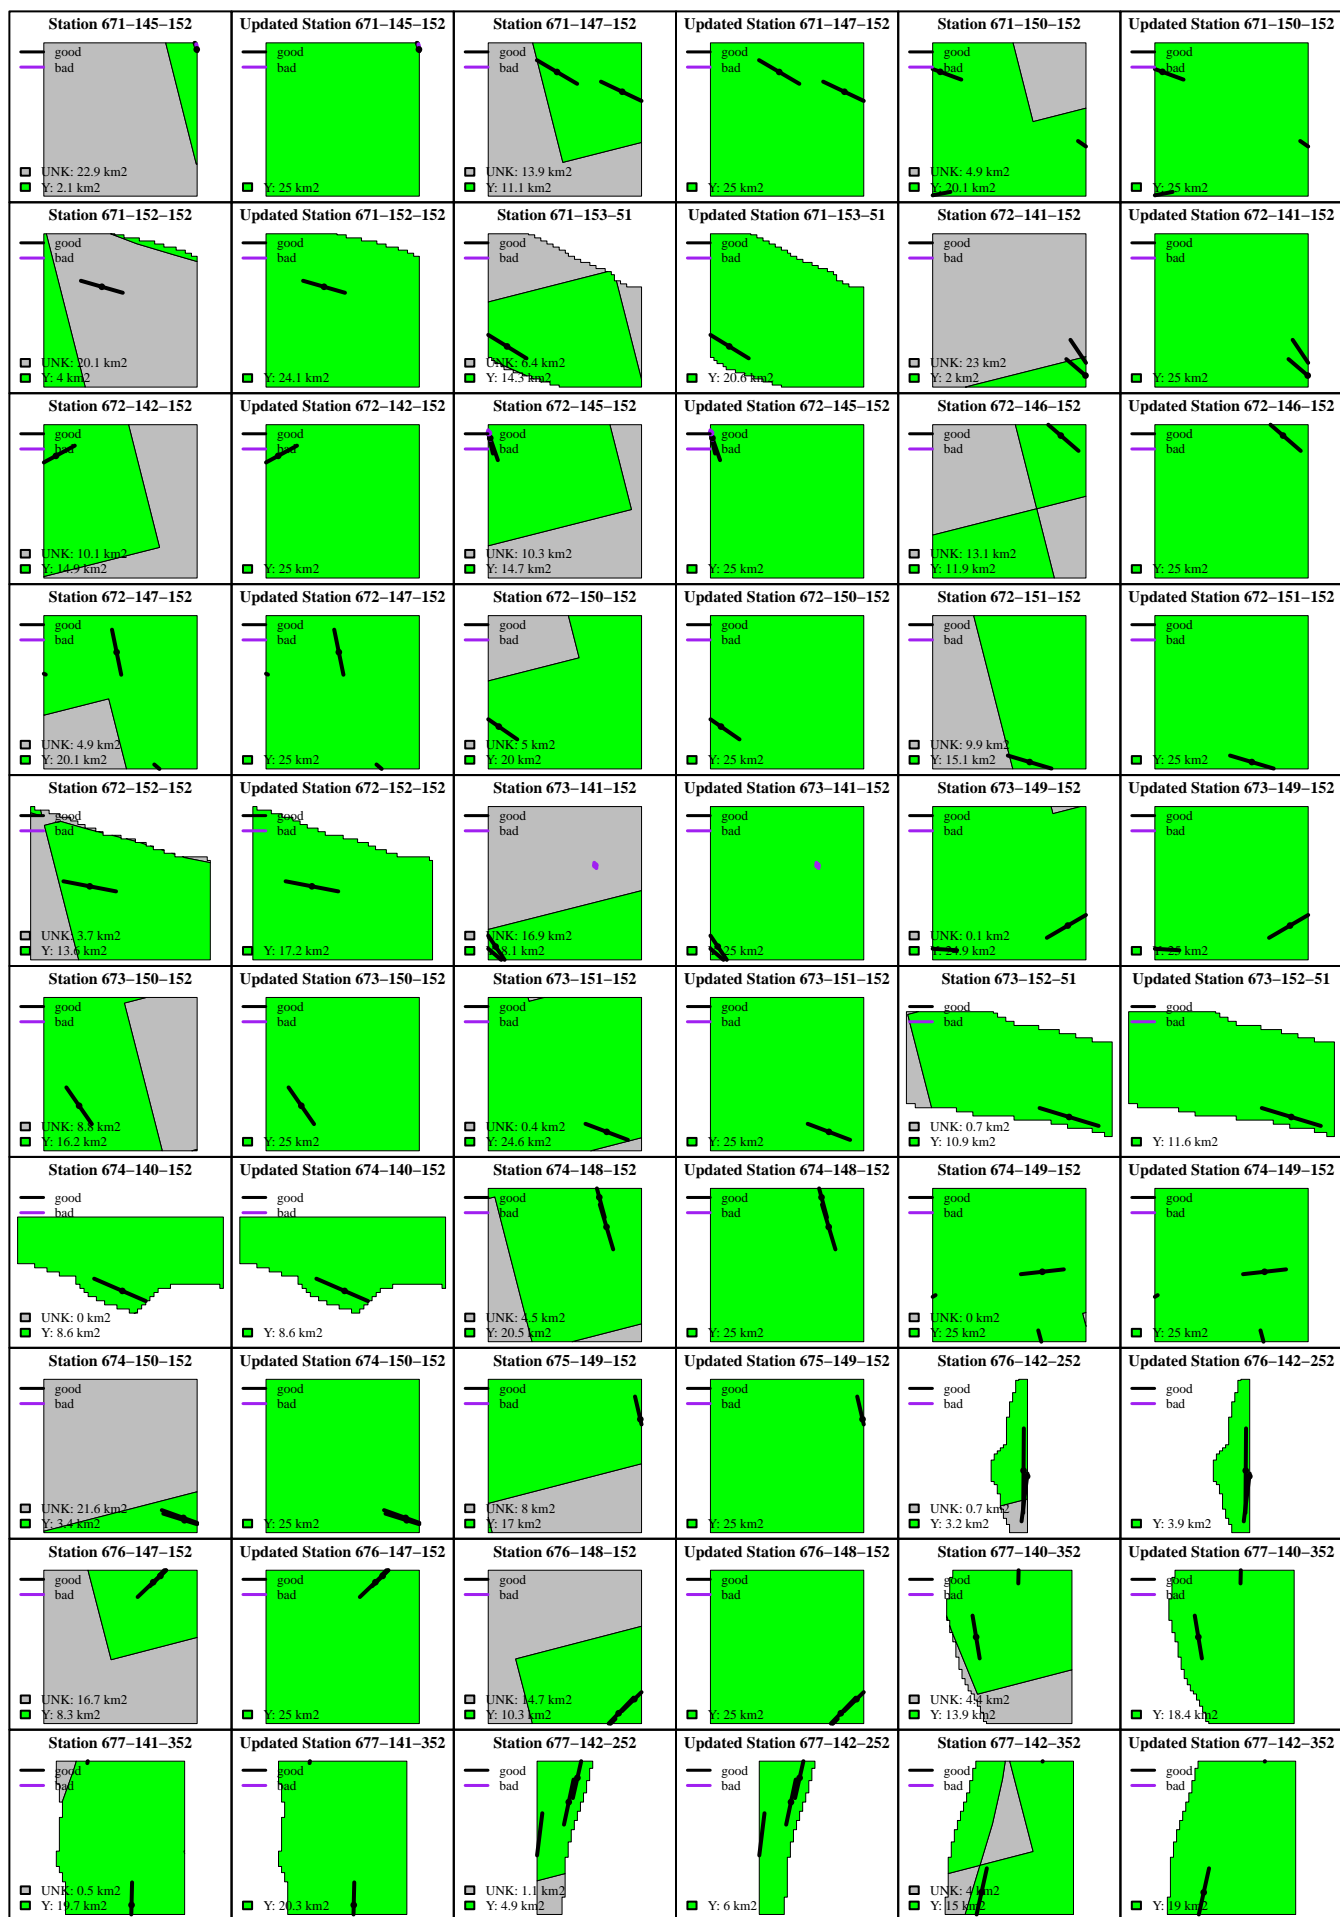 Station 671−145−152
good
bad
UNK: 22.9 km2
Y: 2.1 km2
Updated Station 671−145−152
good
bad
Y: 25 km2
Station 671−147−152
good
bad
UNK: 13.9 km2
Y: 11.1 km2
Updated Station 671−147−152
good
bad
Y: 25 km2
Station 671−150−152
good
bad
UNK: 4.9 km2
Y: 20.1 km2
Updated Station 671−150−152
good
bad
Y: 25 km2
Station 671−152−152
good
bad
UNK: 20.1 km2
Y: 4 km2
Updated Station 671−152−152
good
bad
Y: 24.1 km2
Station 671−153−51
good
bad
UNK: 6.4 km2
Y: 14.3 km2
Updated Station 671−153−51
good
bad
Y: 20.6 km2
Station 672−141−152
good
bad
UNK: 23 km2
Y: 2 km2
Updated Station 672−141−152
good
bad
Y: 25 km2
Station 672−142−152
good
bad
UNK: 10.1 km2
Y: 14.9 km2
Updated Station 672−142−152
good
bad
Y: 25 km2
Station 672−145−152
good
bad
UNK: 10.3 km2
Y: 14.7 km2
Updated Station 672−145−152
good
bad
Y: 25 km2
Station 672−146−152
good
bad
UNK: 13.1 km2
Y: 11.9 km2
Updated Station 672−146−152
good
bad
Y: 25 km2
Station 672−147−152
good
bad
UNK: 4.9 km2
Y: 20.1 km2
Updated Station 672−147−152
good
bad
Y: 25 km2
Station 672−150−152
good
bad
UNK: 5 km2
Y: 20 km2
Updated Station 672−150−152
good
bad
Y: 25 km2
Station 672−151−152
good
bad
UNK: 9.9 km2
Y: 15.1 km2
Updated Station 672−151−152
good
bad
Y: 25 km2
Station 672−152−152
good
bad
UNK: 3.7 km2
Y: 13.6 km2
Updated Station 672−152−152
good
bad
Y: 17.2 km2
Station 673−141−152
good
bad
UNK: 16.9 km2
Y: 8.1 km2
Updated Station 673−141−152
good
bad
Y: 25 km2
Station 673−149−152
good
bad
UNK: 0.1 km2
Y: 24.9 km2
Updated Station 673−149−152
good
bad
Y: 25 km2
Station 673−150−152
good
bad
UNK: 8.8 km2
Y: 16.2 km2
Updated Station 673−150−152
good
bad
Y: 25 km2
Station 673−151−152
good
bad
UNK: 0.4 km2
Y: 24.6 km2
Updated Station 673−151−152
good
bad
Y: 25 km2
Station 673−152−51
good
bad
UNK: 0.7 km2
Y: 10.9 km2
Updated Station 673−152−51
good
bad
Y: 11.6 km2
Station 674−140−152
good
bad
UNK: 0 km2
Y: 8.6 km2
Updated Station 674−140−152
good
bad
Y: 8.6 km2
Station 674−148−152
good
bad
UNK: 4.5 km2
Y: 20.5 km2
Updated Station 674−148−152
good
bad
Y: 25 km2
Station 674−149−152
good
bad
UNK: 0 km2
Y: 25 km2
Updated Station 674−149−152
good
bad
Y: 25 km2
Station 674−150−152
good
bad
UNK: 21.6 km2
Y: 3.4 km2
Updated Station 674−150−152
good
bad
Y: 25 km2
Station 675−149−152
good
bad
UNK: 8 km2
Y: 17 km2
Updated Station 675−149−152
good
bad
Y: 25 km2
Station 676−142−252
good
bad
UNK: 0.7 km2
Y: 3.2 km2
Updated Station 676−142−252
good
bad
Y: 3.9 km2
Station 676−147−152
good
bad
UNK: 16.7 km2
Y: 8.3 km2
Updated Station 676−147−152
good
bad
Y: 25 km2
Station 676−148−152
good
bad
UNK: 14.7 km2
Y: 10.3 km2
Updated Station 676−148−152
good
bad
Y: 25 km2
Station 677−140−352
good
bad
UNK: 4.4 km2
Y: 13.9 km2
Updated Station 677−140−352
good
bad
Y: 18.4 km2
Station 677−141−352
good
bad
UNK: 0.5 km2
Y: 19.7 km2
Updated Station 677−141−352
good
bad
Y: 20.3 km2
Station 677−142−252
good
bad
UNK: 1.1 km2
Y: 4.9 km2
Updated Station 677−142−252
good
bad
Y: 6 km2
Station 677−142−352
good
bad
UNK: 4 km2
Y: 15 km2
Updated Station 677−142−352
good
bad
Y: 19 km2